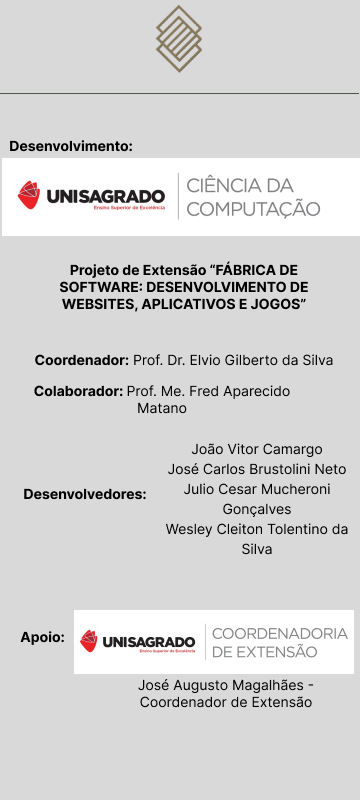 Desenvolvimento:
UNISAGRADO
Ensino Superior de Excelência
CIÊNCIA DA
COMPUTAÇÃO
Projeto de Extensão “FÁBRICA DE
SOFTWARE: DESENVOLVIMENTO DE
WEBSITES, APLICATIVOS E JOGOS”
Coordenador: Prof. Dr. Elvio Gilberto da Silva
Colaborador: Prof. Me. Fred Aparecido
Matano
Desenvolvedores:
João Vitor Camargo
José Carlos Brustolini Neto
Julio Cesar Mucheroni
Gonçalves
Wesley Cleiton Tolentino da
Silva
Apoio:
UNISAGRADO
Ensino Superior de Excelência
COORDENADORIA
DE EXTENSÃO
José Augusto Magalhães -
Coordenador de Extensão